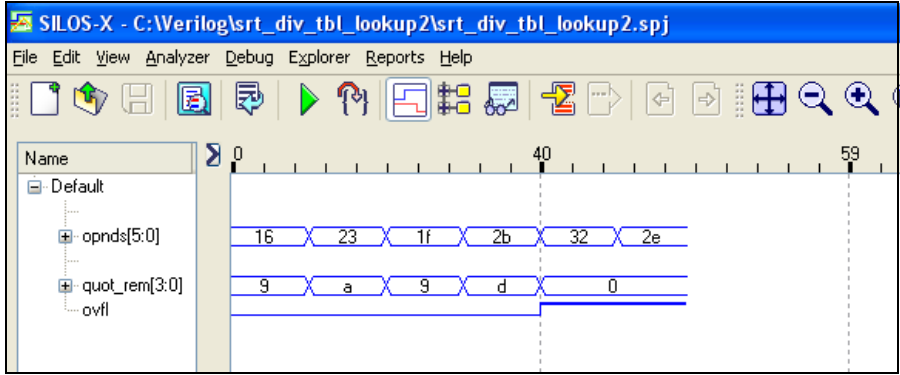 SILOS-X - C:\Verilog\srt_div_tbl_lookup2\srt_div_tbl_lookup2.spj
File Edit View Analyzer Debug Explorer Reports Help
Name 0 40 59
Default
opnds[5:0] 16 23 1f 2b 32 2e
quot_rem[3:0] 9 a 9 d 0
ovfl